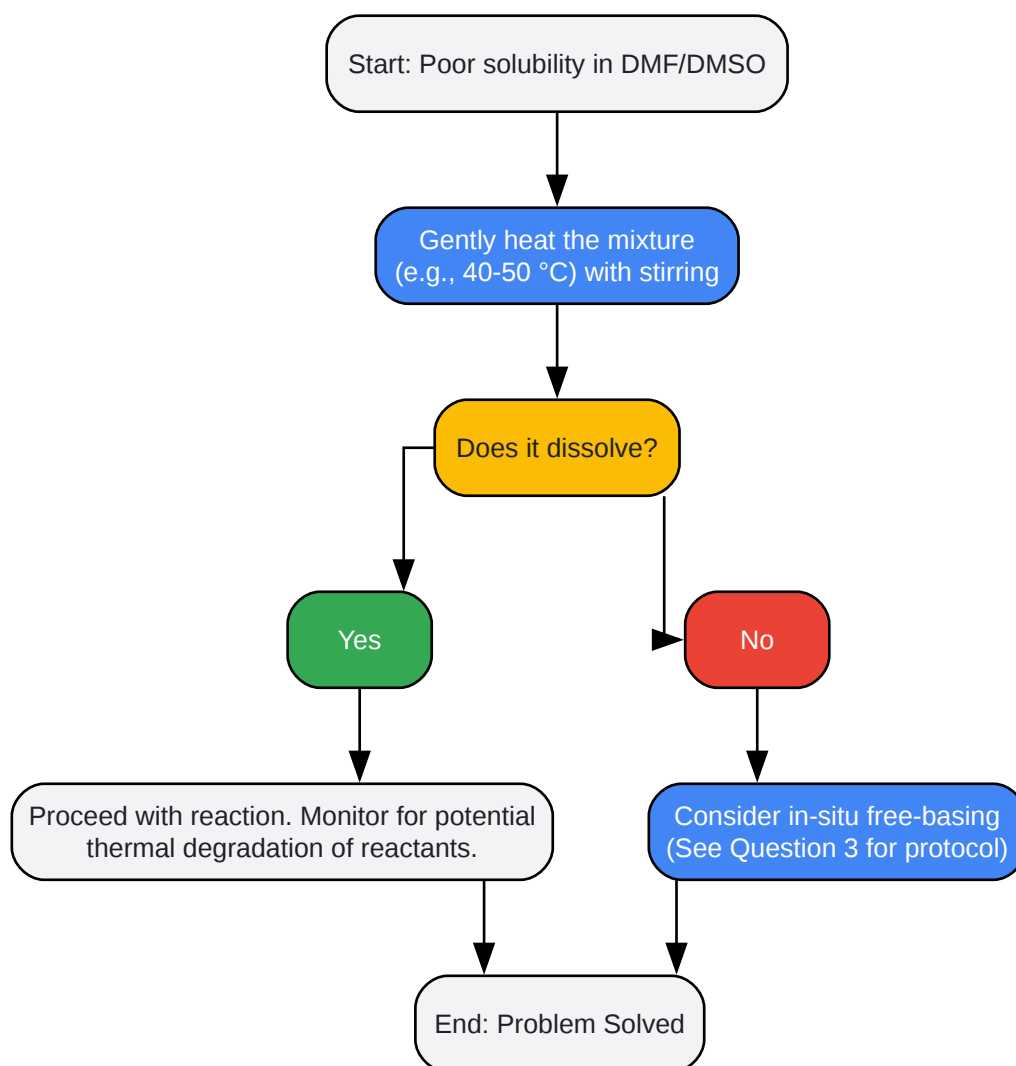 Start: Poor solubility in DMF/DMSO
Gently heat the mixture
(e.g., 40-50 °C) with stirring
Does it dissolve?
Yes
No
Proceed with reaction. Monitor for potential
thermal degradation of reactants.
Consider in-situ free-basing
(See Question 3 for protocol)
End: Problem Solved